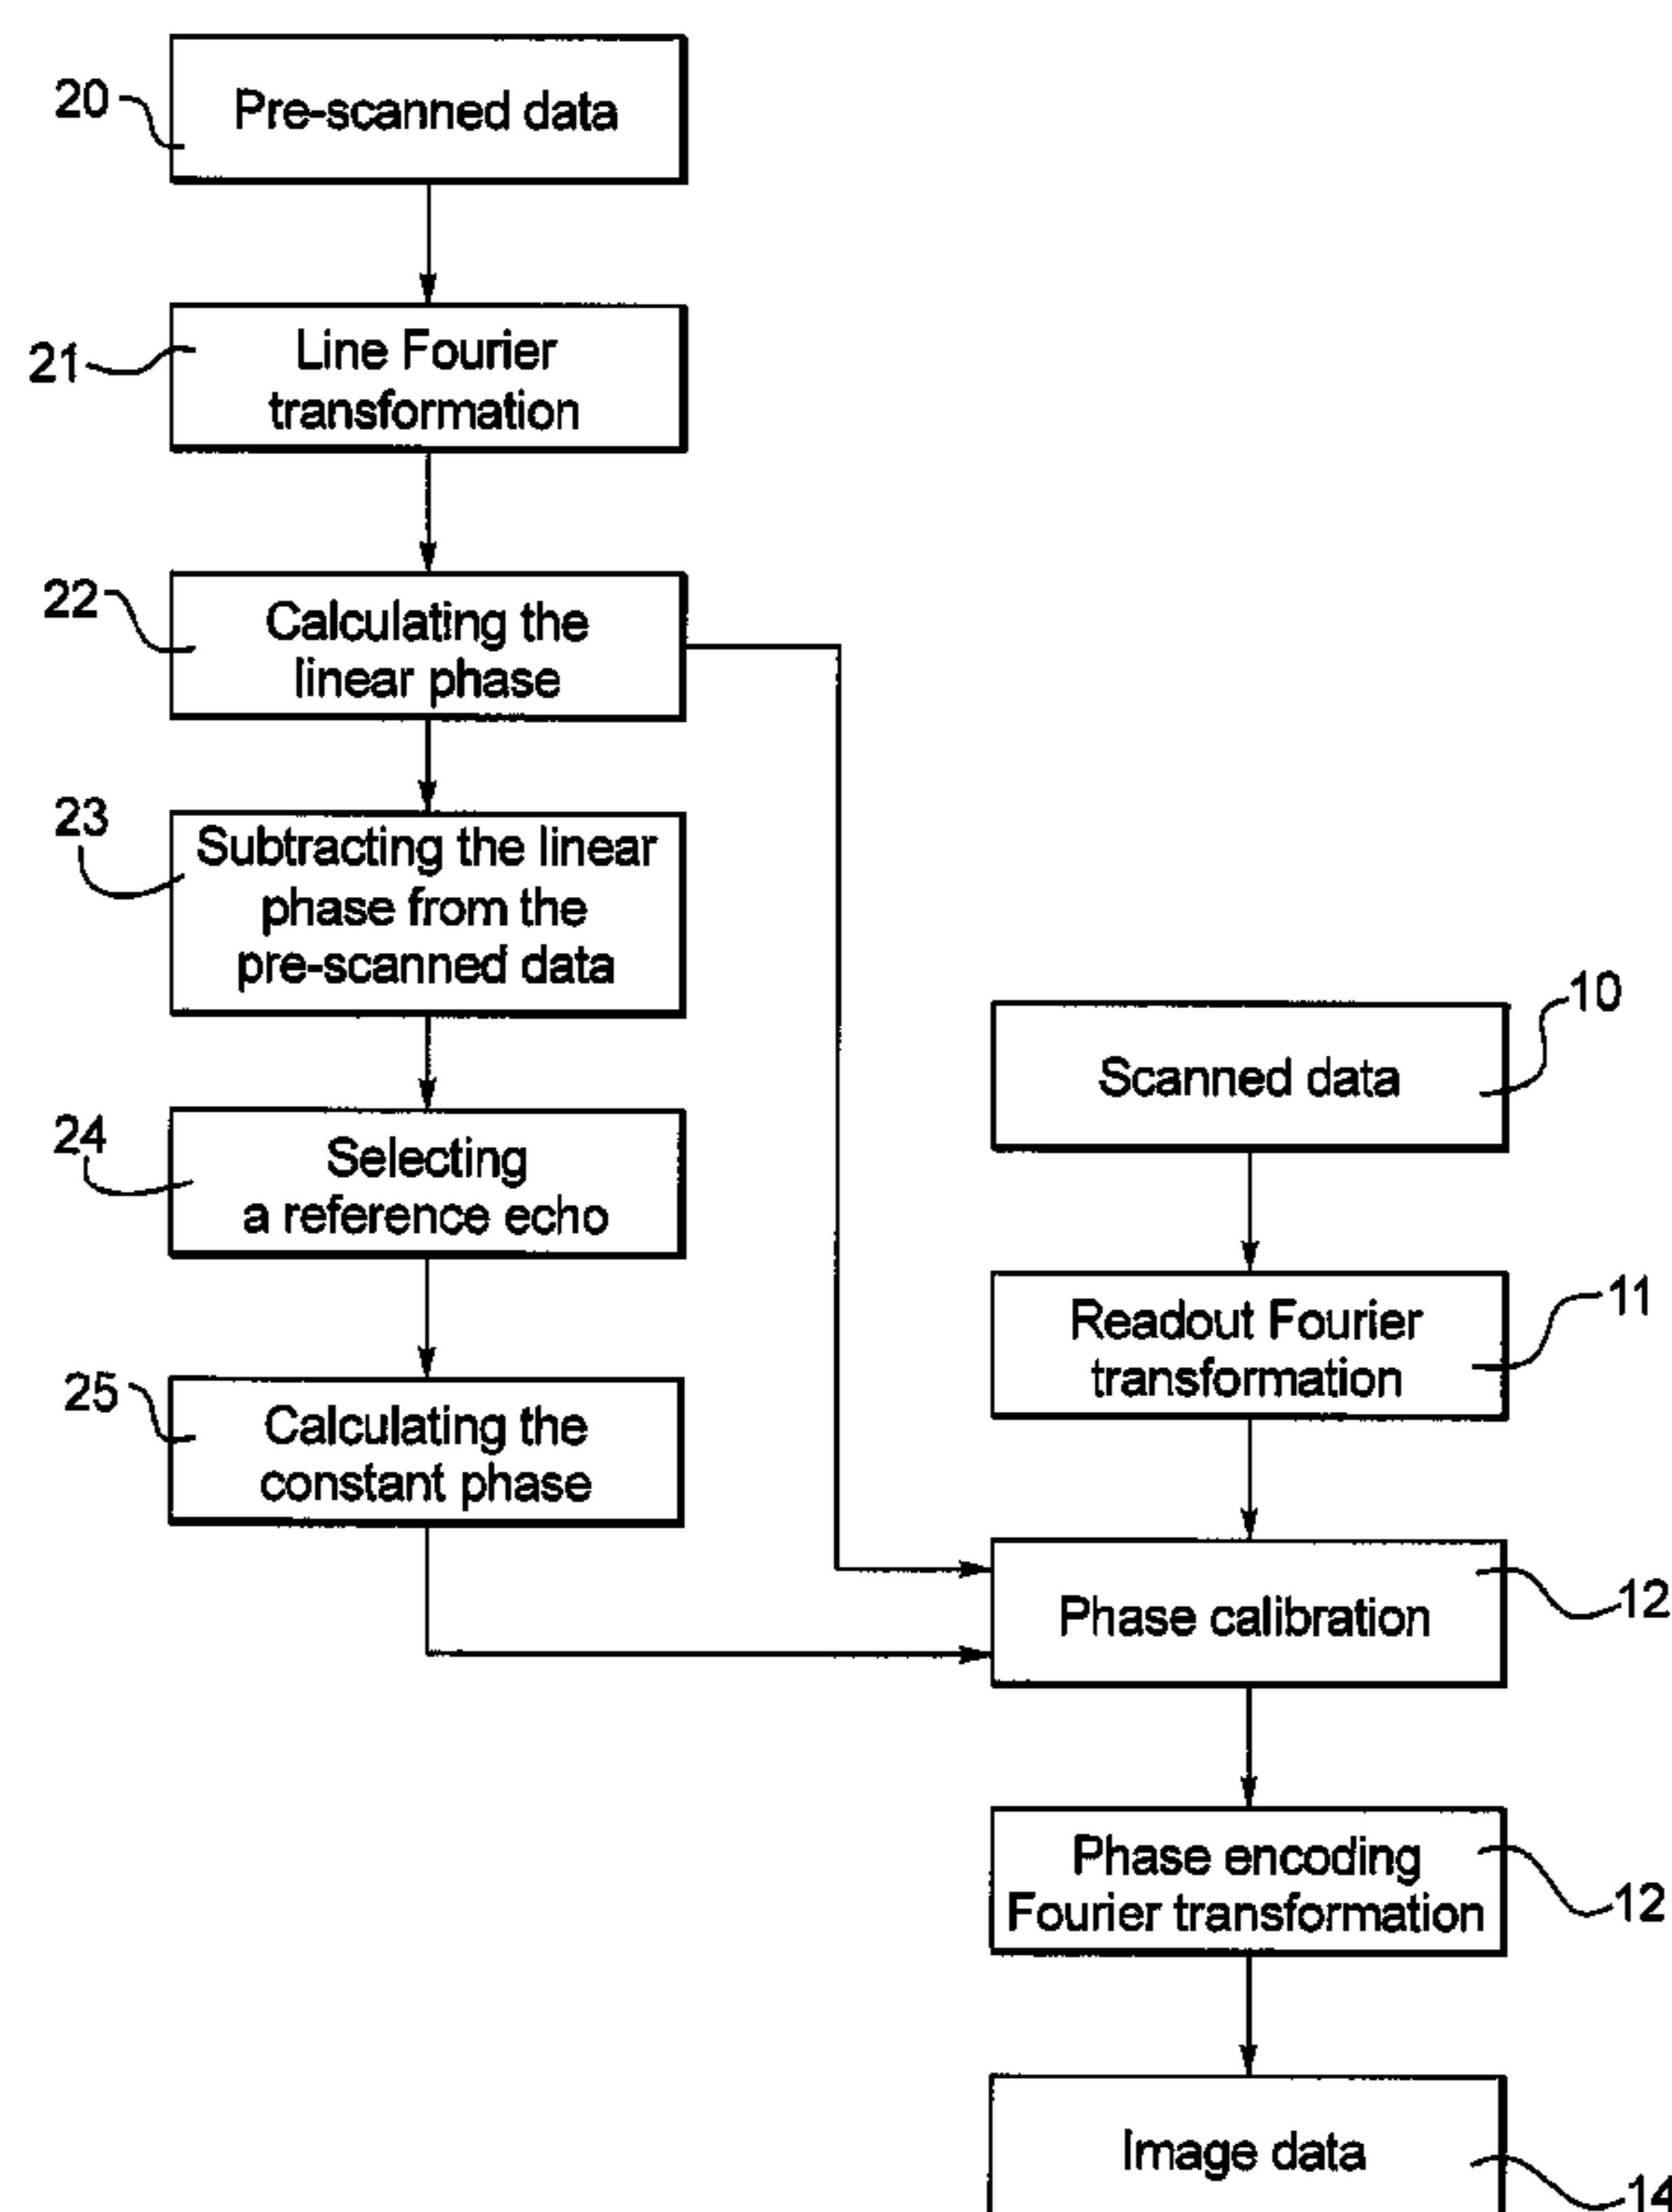 20
Pre-scanned data
21
Line Fourier
transformation
22
Calculating the
linear phase
23
Subtracting the linear
phase from the
pre-scanned data
24
Selecting
a reference echo
25
Calculating the
constant phase
10
Scanned data
11
Readout Fourier
transformation
12
Phase calibration
12
Phase encoding
Fourier transformation
Image data
14